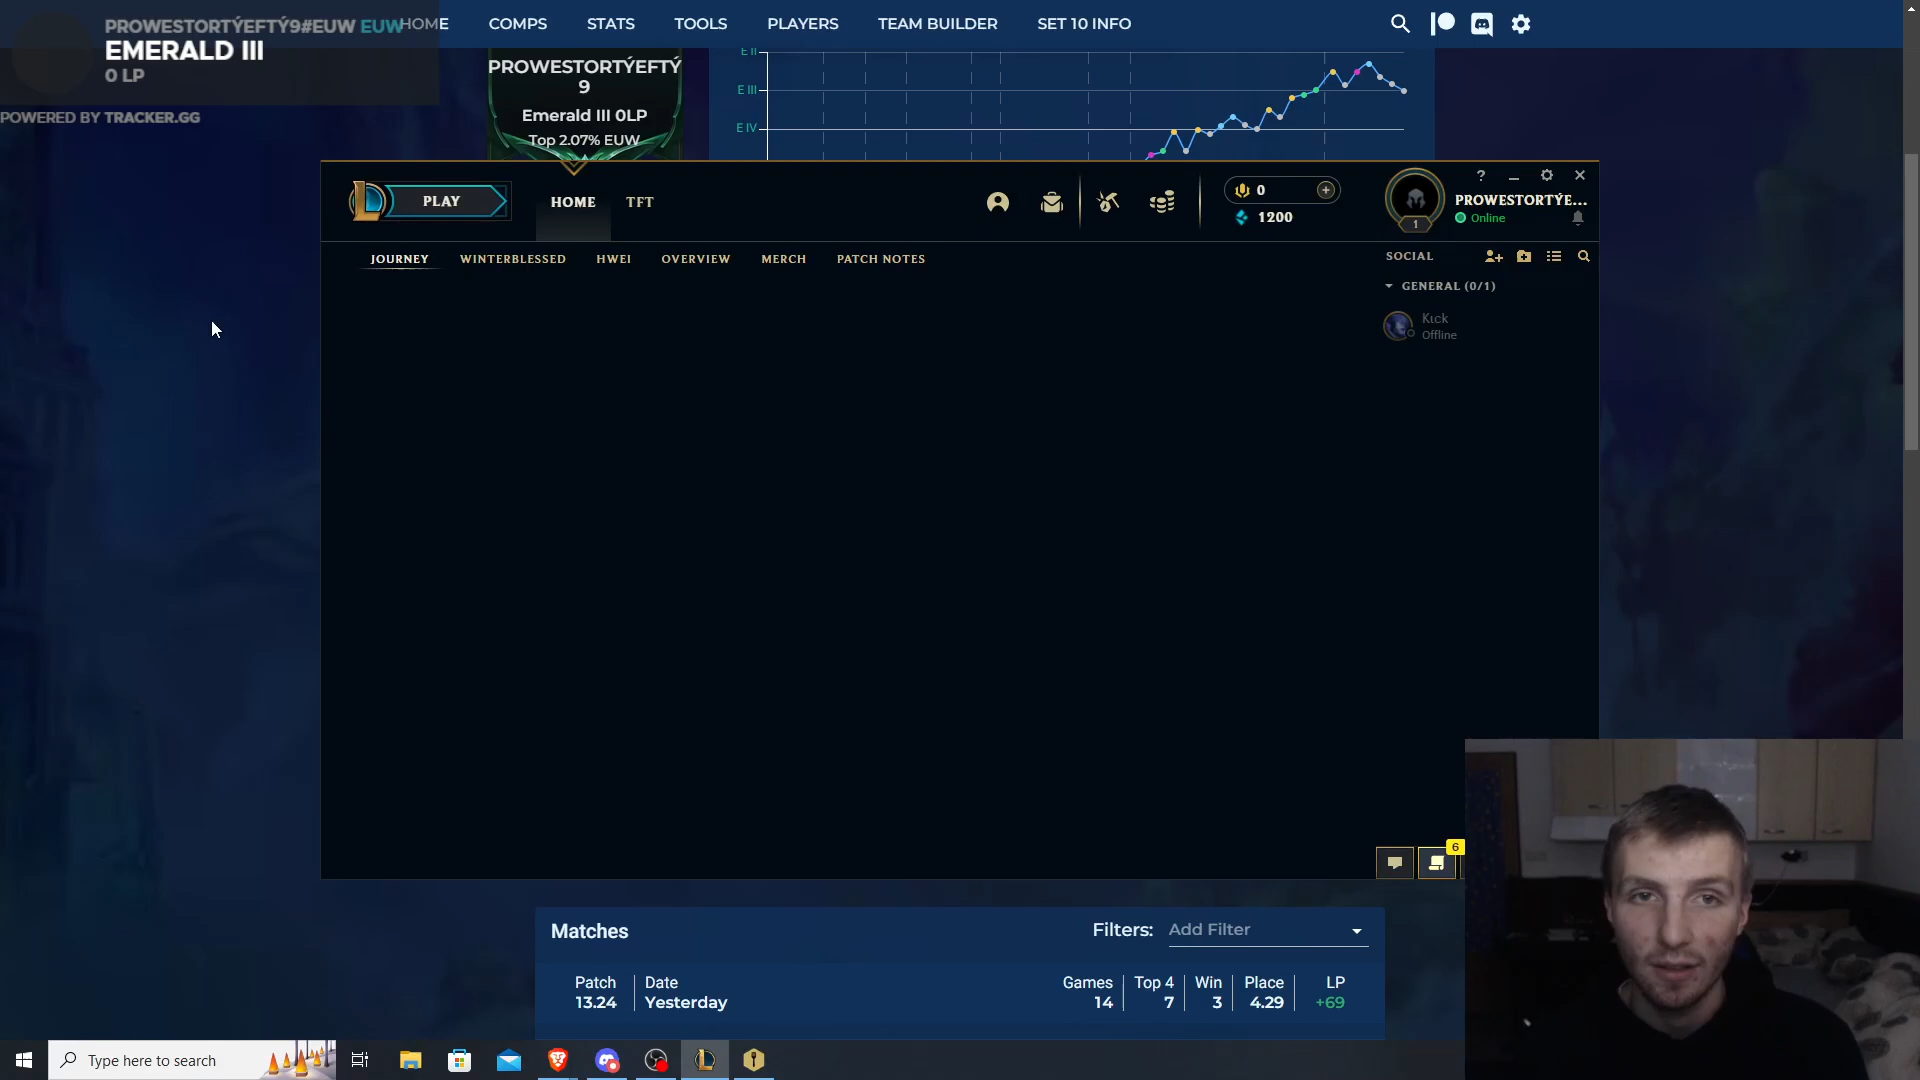 PROWESTORTÝEFTÝ9#EUW EUW
EMERALD III
0 LP
POWERED BY TRACKER.GG
HOME COMPS STATS TOOLS PLAYERS TEAM BUILDER SET 10 INFO
PROWESTORTÝEFTÝ
9
Emerald III 0LP
Top 2.07% EUW
E II
E III
E IV
PLAY
HOME TFT
0
1200
1
PROWESTORTÝE...
Online
JOURNEY WINTERBLESSED HWEI OVERVIEW MERCH PATCH NOTES
SOCIAL
GENERAL (0/1)
Kıck
Offline
6
Matches
Filters: Add Filter
Patch Date Games Top 4 Win Place LP
13.24 Yesterday 14 7 3 4.29 +69
Type here to search